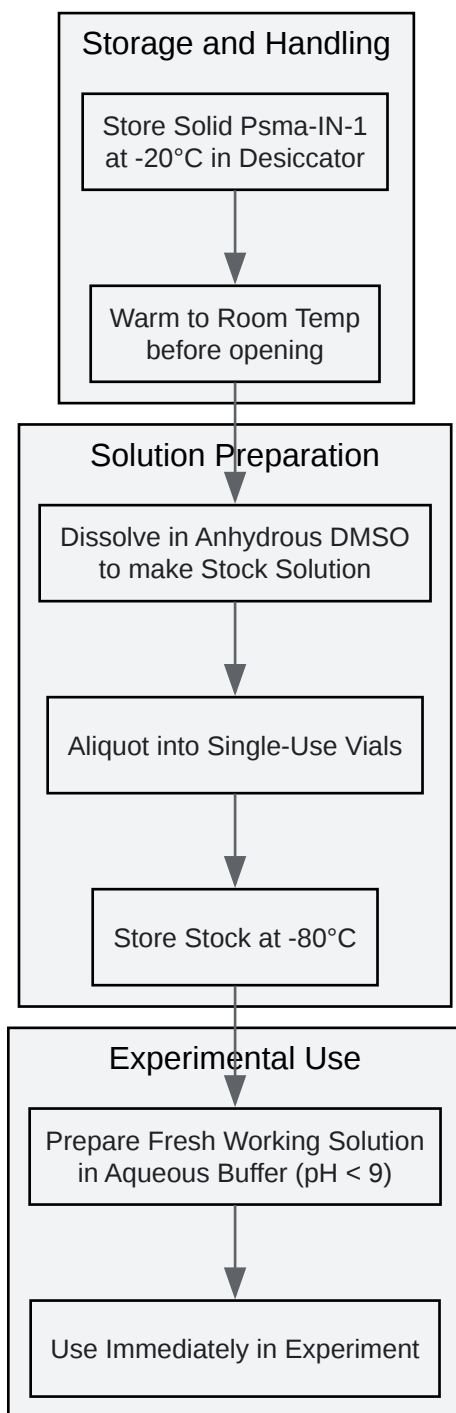 Storage and Handling
Store Solid Psma-IN-1
at -20°C in Desiccator
Warm to Room Temp
before opening
Solution Preparation
Dissolve in Anhydrous DMSO
to make Stock Solution
Aliquot into Single-Use Vials
Store Stock at -80°C
Experimental Use
Prepare Fresh Working Solution
in Aqueous Buffer (pH < 9)
Use Immediately in Experiment